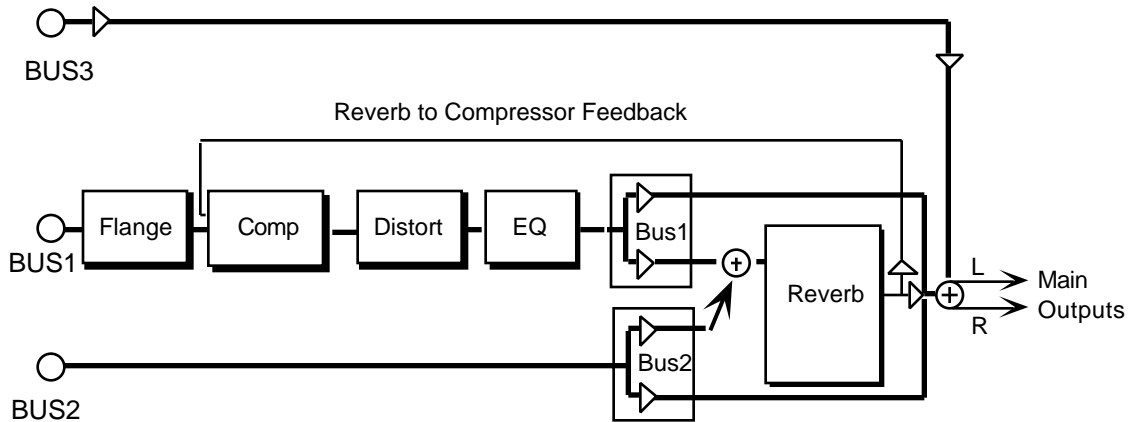 BUS3
Reverb to Compressor Feedback
Flange
Comp
Distort
EQ
Bus1
BUS1
Reverb
L
Main
Outputs
R
Bus2
BUS2